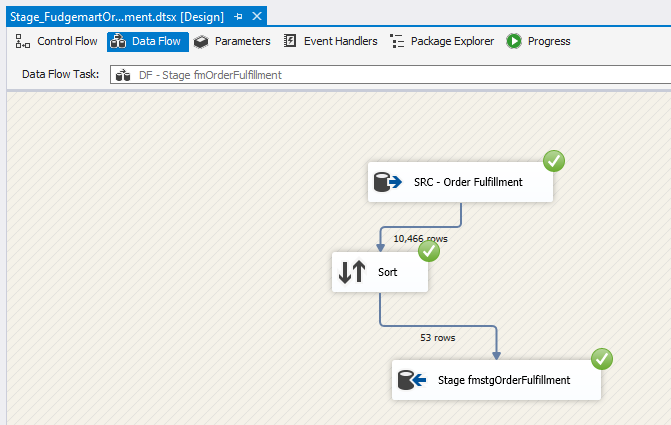 Stage_FudgemartOr...ment.dtsx [Design]
Control Flow Data Flow Parameters Event Handlers Package Explorer Progress
Data Flow Task: DF - Stage fmOrderFulfillment
SRC - Order Fulfillment
10,466 rows
Sort
53 rows
Stage fmstgOrderFulfillment